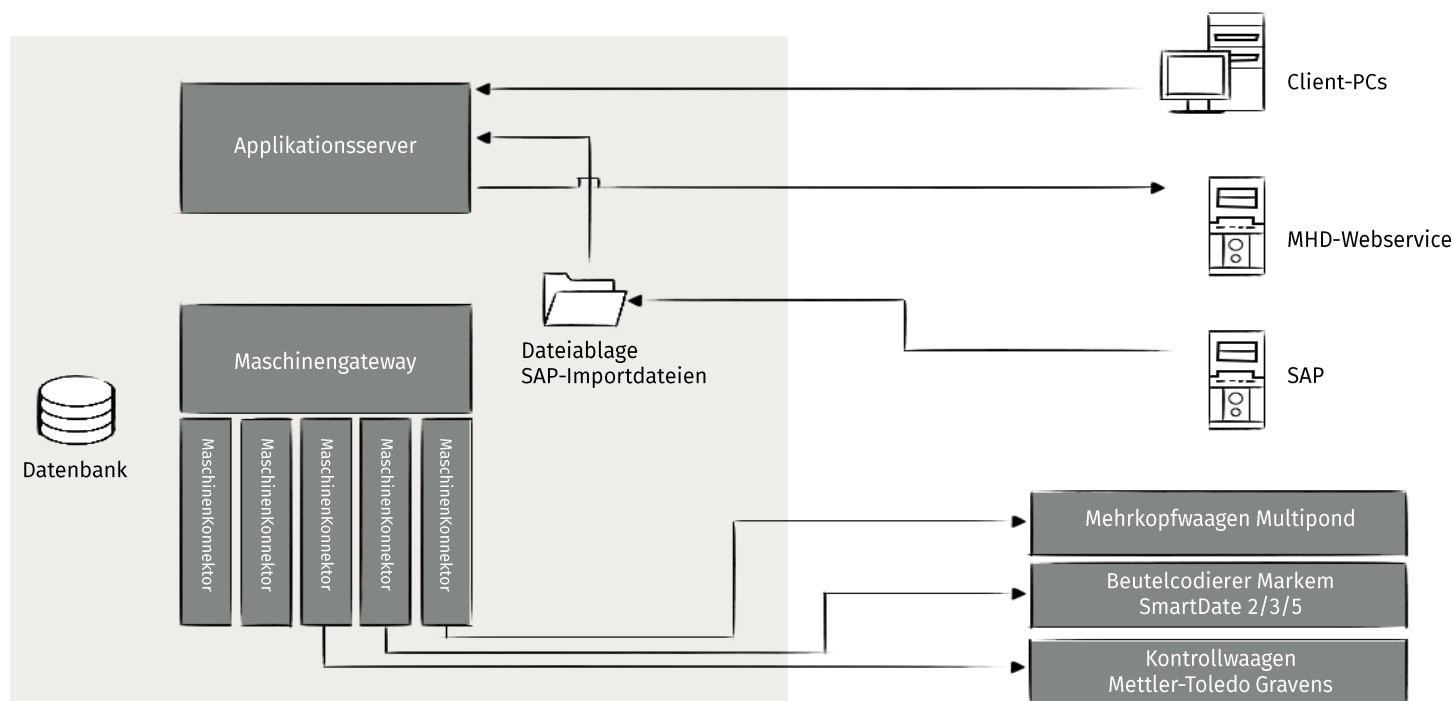 Client-PCs
Applikationsserver
MHD-Webservice
Dateiablage
SAP-Importdateien
Maschinengateway
SAP
Datenbank
MaschinenKonnektor
MaschinenKonnektor
MaschinenKonnektor
MaschinenKonnektor
MaschinenKonnektor
Mehrkopfwaagen Multipond
Beutelcodierer Markem
SmartDate 2/3/5
Kontrollwaagen
Mettler-Toledo Gravens